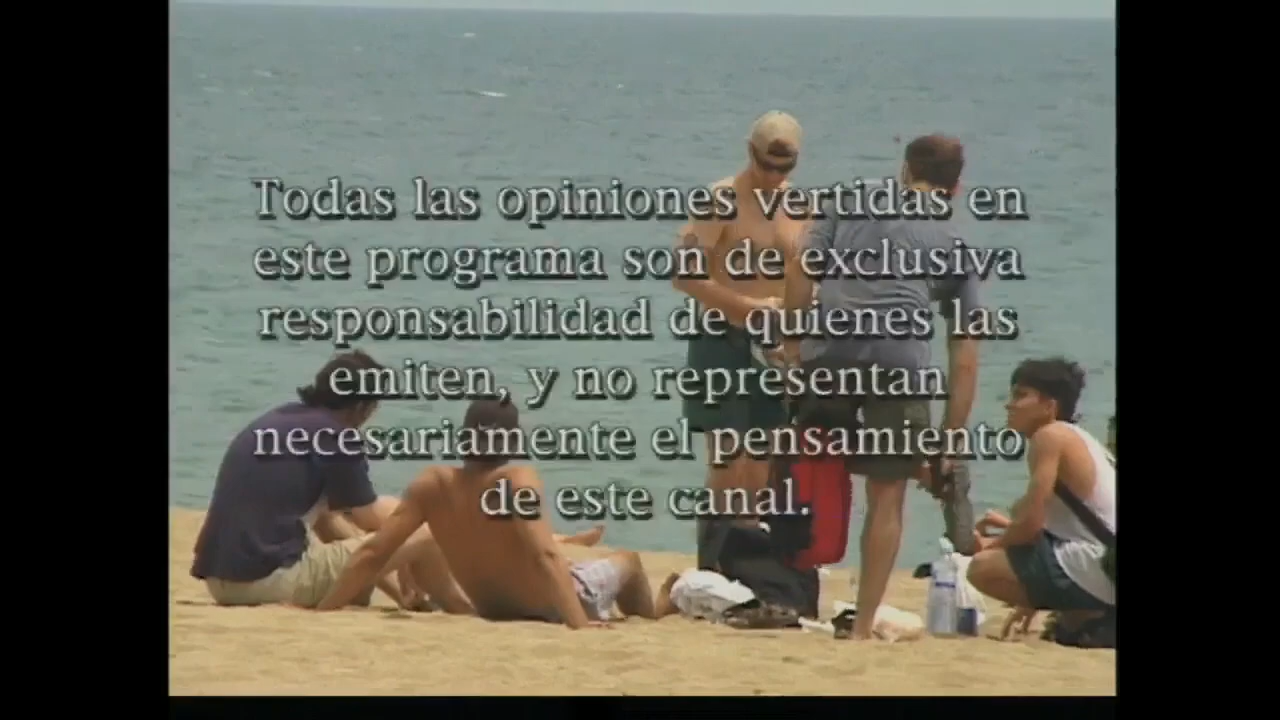 Todas las opiniones vertidas en
este programa son de exclusiva
responsabilidad de quienes las
emiten, y no representan
necesariamente el pensamiento
de este canal.